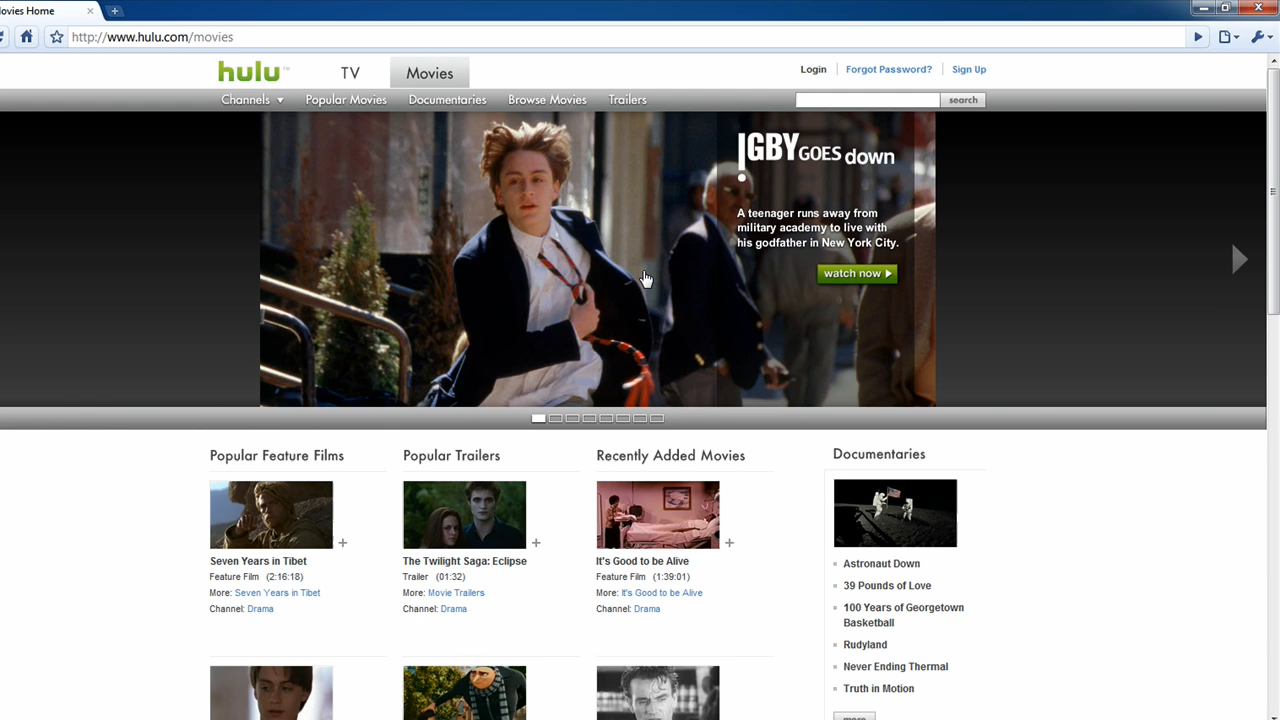 ovies Home
http://www.hulu.com/movies
hulu™ TV Movies Login Forgot Password? Sign Up
Channels Popular Movies Documentaries Browse Movies Trailers search
IGBY GOES down
A teenager runs away from
military academy to live with
his godfather in New York City.
watch now
Popular Feature Films
Seven Years in Tibet
Feature Film (2:16:18)
More: Seven Years in Tibet
Channel: Drama
Popular Trailers
The Twilight Saga: Eclipse
Trailer (01:32)
More: Movie Trailers
Channel: Drama
Recently Added Movies
It's Good to be Alive
Feature Film (1:39:01)
More: It's Good to be Alive
Channel: Drama
Documentaries
Astronaut Down
39 Pounds of Love
100 Years of Georgetown
Basketball
Rudyland
Never Ending Thermal
Truth in Motion